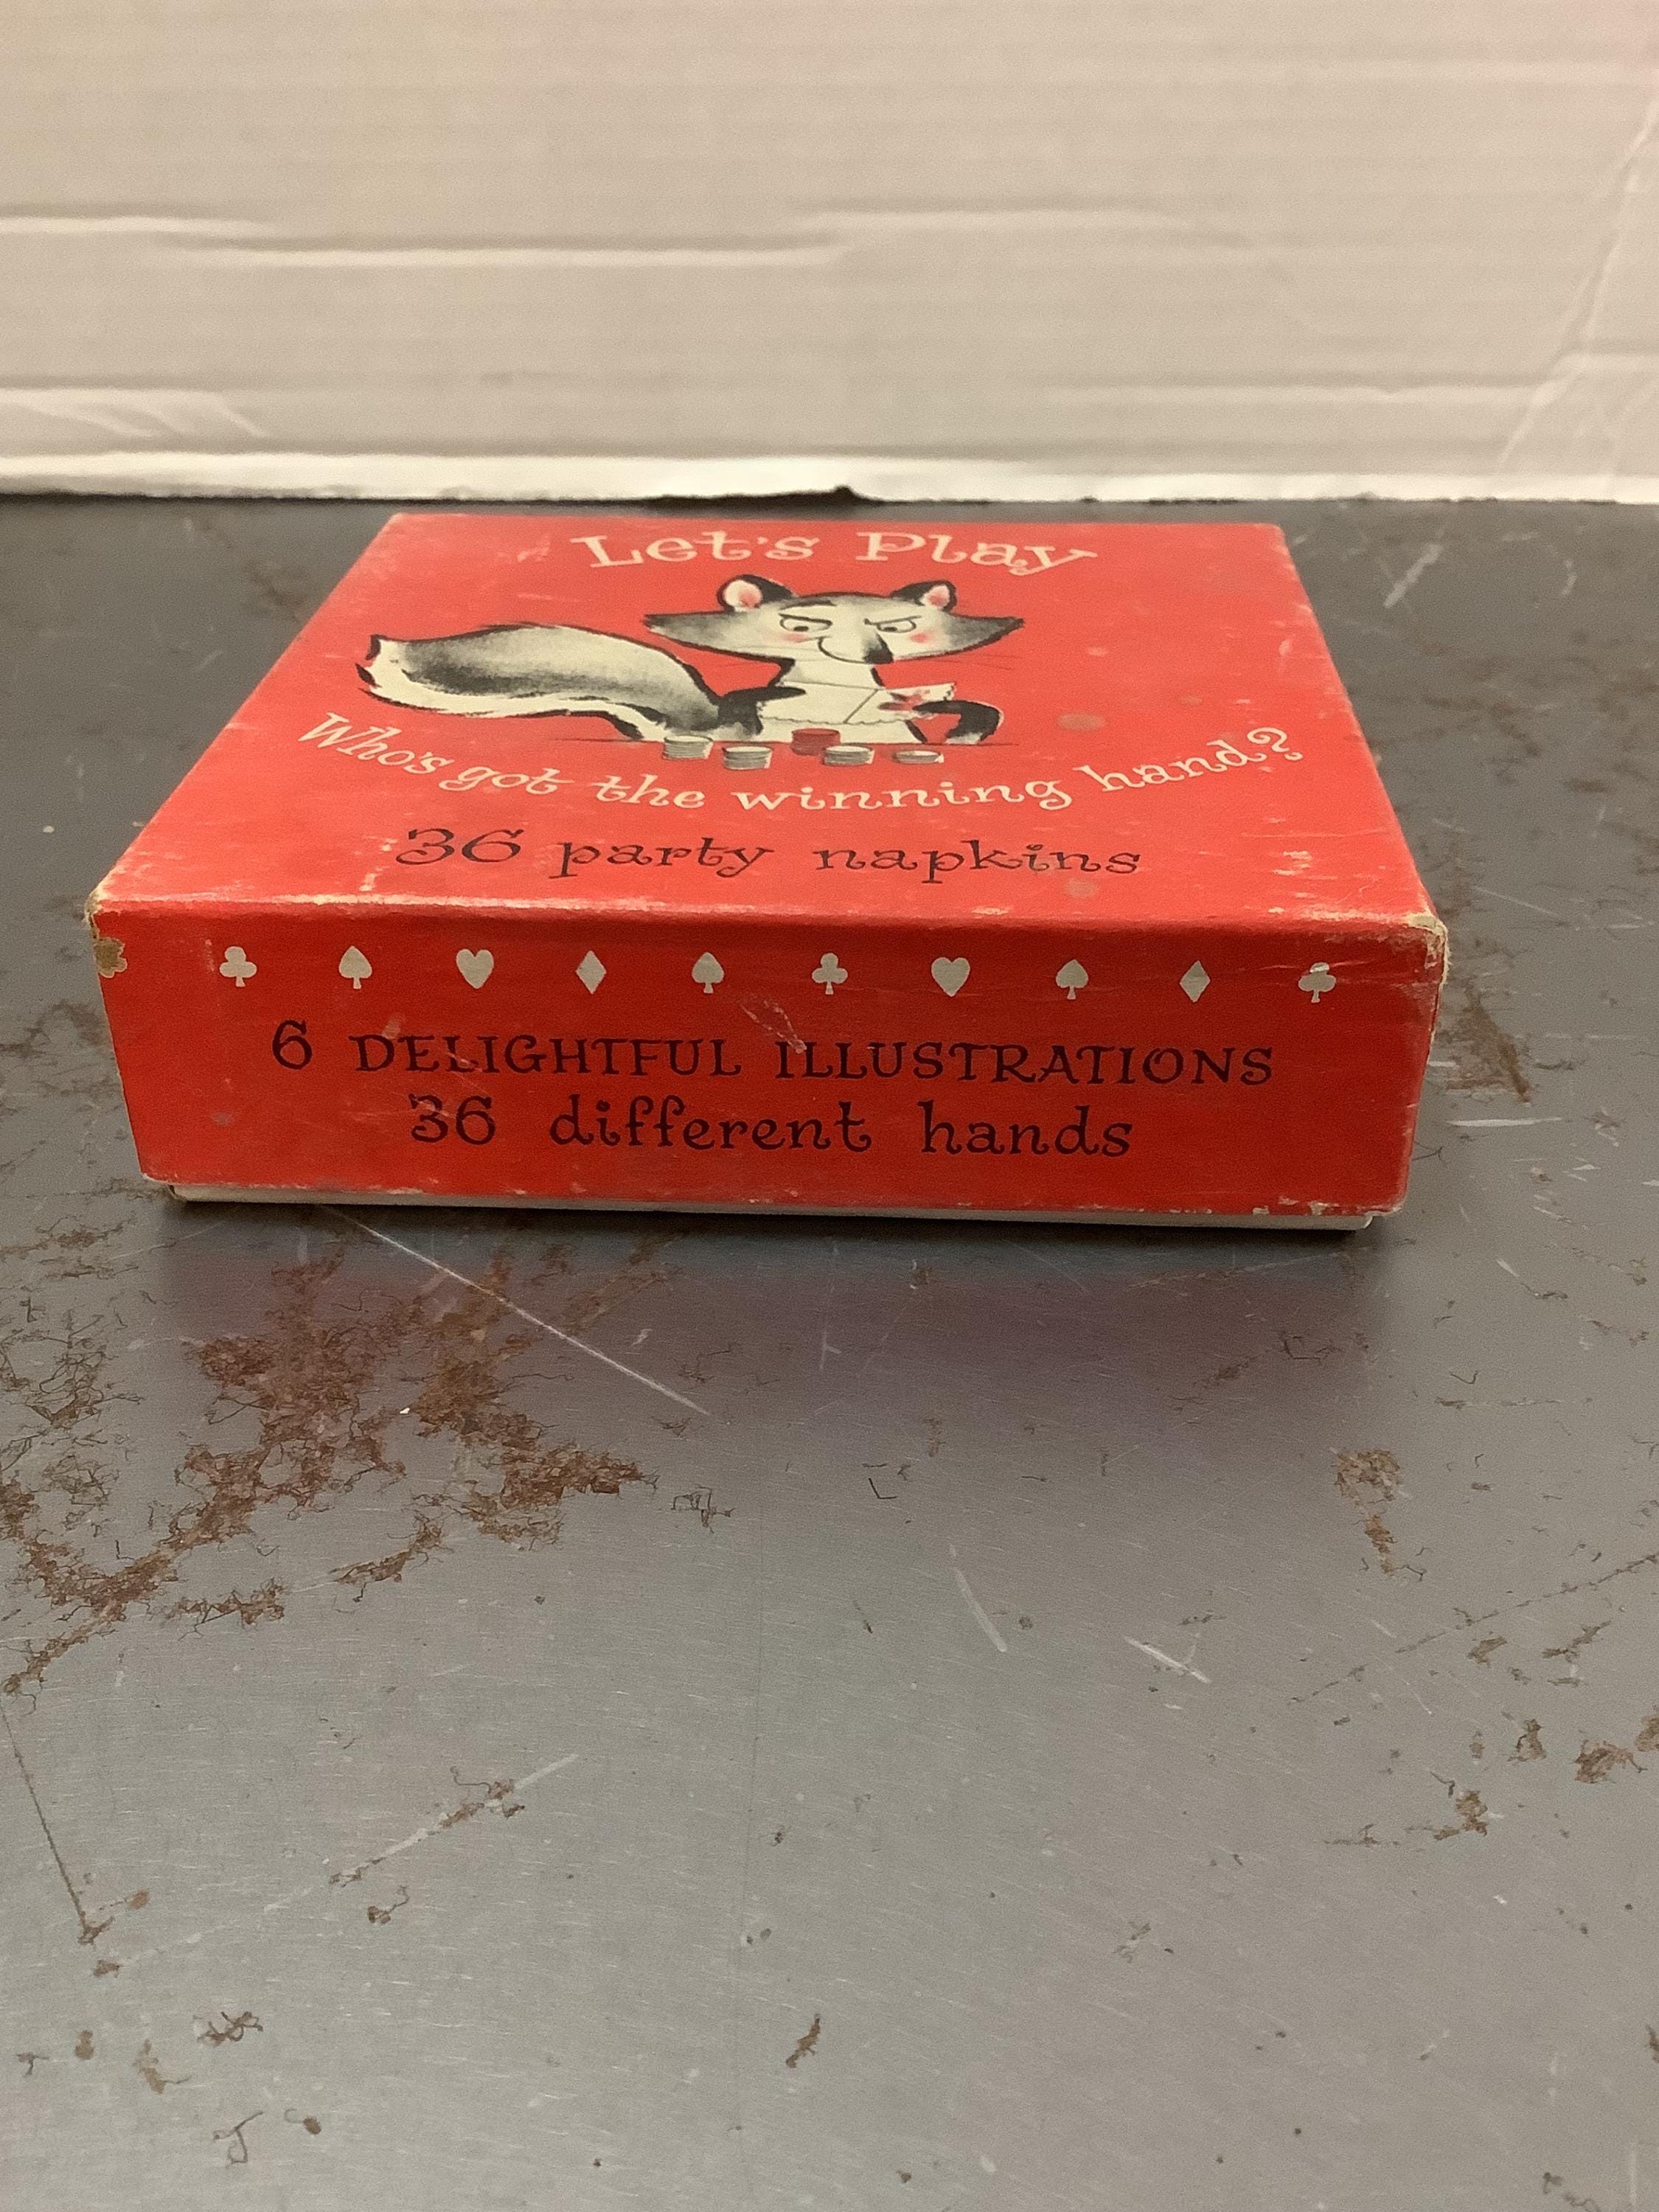 Let's Play
Who's got the winning hand?
36 party napkins
6 DELIGHTFUL ILLUSTRATIONS
36 different hands